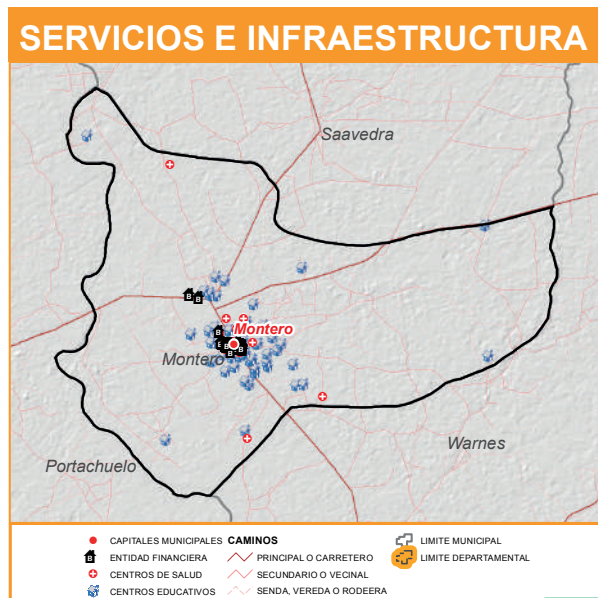 SERVICIOS E INFRAESTRUCTURA
Saavedra
Montero
Montero
Portachuelo
Warnes
CAPITALES MUNICIPALES
ENTIDAD FINANCIERA
CENTROS DE SALUD
CENTROS EDUCATIVOS
CAMINOS
PRINCIPAL O CARRETERO
SECUNDARIO O VECINAL
SENDA, VEREDA O RODEERA
LIMITE MUNICIPAL
LIMITE DEPARTAMENTAL